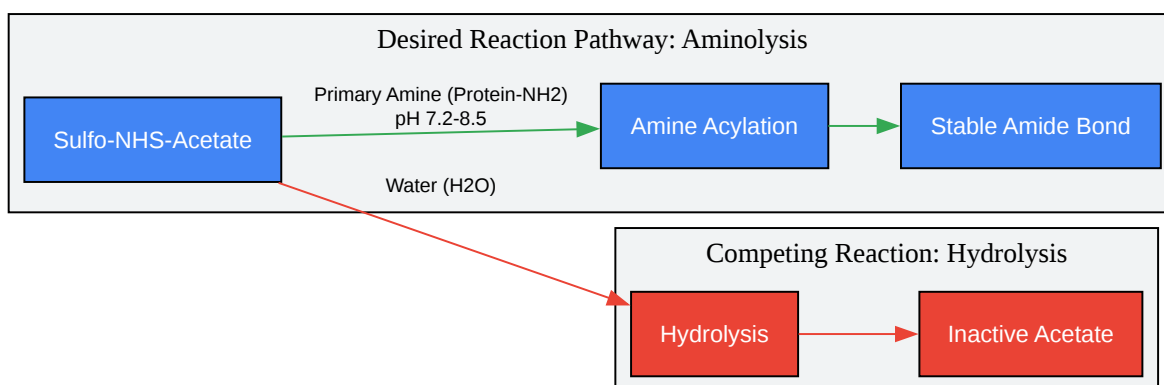 Desired Reaction Pathway: Aminolysis
Sulfo-NHS-Acetate
Primary Amine (Protein-NH2)
pH 7.2-8.5
Amine Acylation
Stable Amide Bond
Water (H2O)
Competing Reaction: Hydrolysis
Hydrolysis
Inactive Acetate